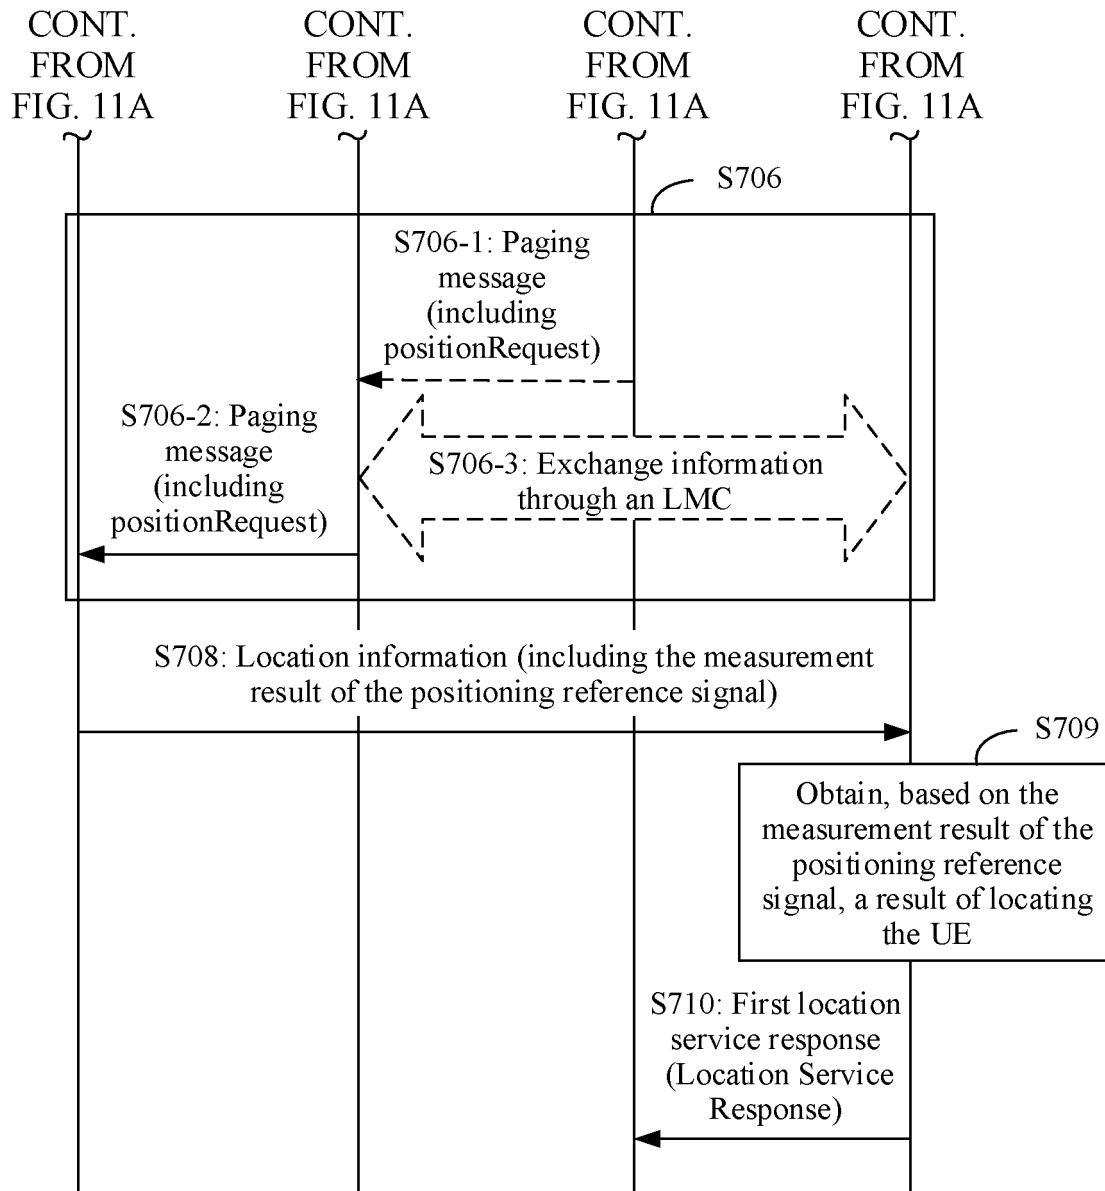 CONT.
FROM
FIG. 11A
CONT.
FROM
FIG. 11A
CONT.
FROM
FIG. 11A
CONT.
FROM
FIG. 11A
S706
S706-1: Paging
message
(including
positionRequest)
S706-2: Paging
message
(including
positionRequest)
S706-3: Exchange information
through an LMC
S708: Location information (including the measurement
result of the positioning reference signal)
S709
Obtain, based on the
measurement result of the
positioning reference
signal, a result of locating
the UE
S710: First location
service response
(Location Service
Response)